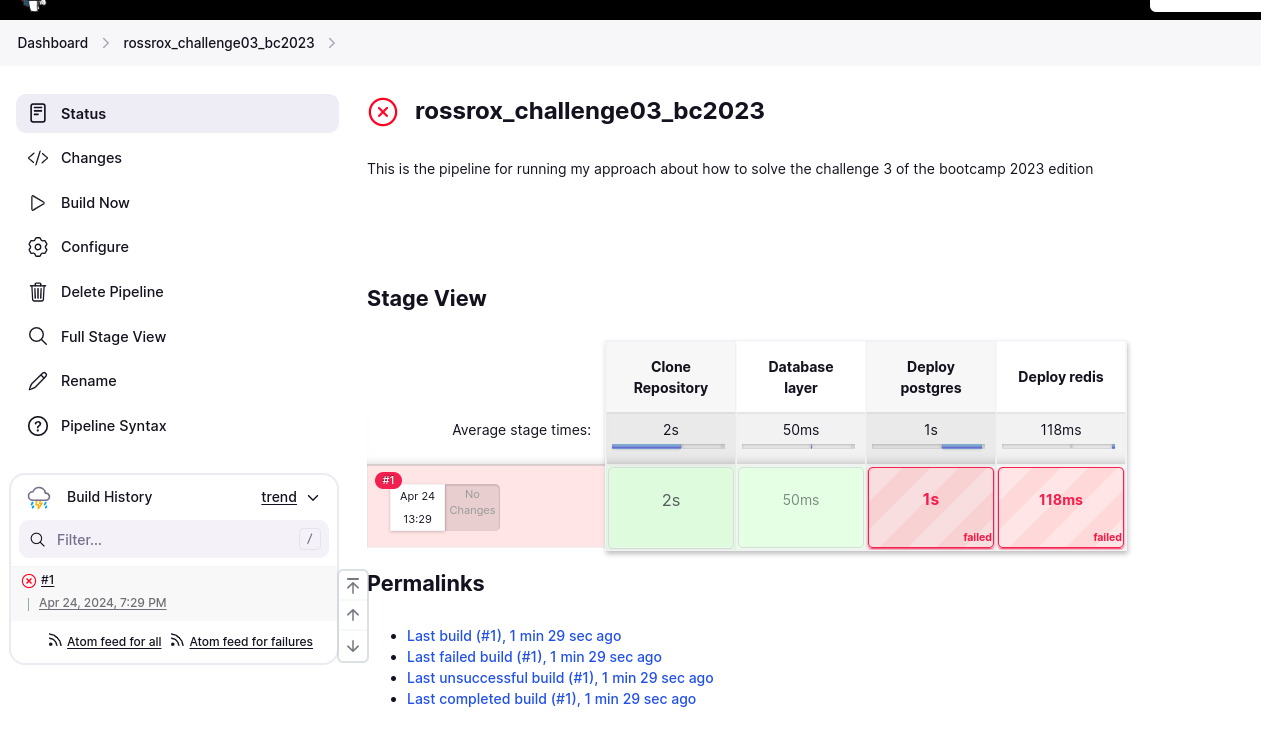 Dashboard
rossrox_challenge03_bc2023
Status
Changes
Build Now
Configure
Delete Pipeline
Full Stage View
Rename
Pipeline Syntax
Build History
trend
Filter...
/
#1
Apr 24, 2024, 7:29 PM
Atom feed for all
Atom feed for failures
rossrox_challenge03_bc2023
This is the pipeline for running my approach about how to solve the challenge 3 of the bootcamp 2023 edition
Stage View
Clone
Repository
Database
layer
Deploy
postgres
Deploy redis
Average stage times:
2s
50ms
1s
118ms
#1
Apr 24
13:29
No
Changes
2s
50ms
1s
failed
118ms
failed
Permalinks
Last build (#1), 1 min 29 sec ago
Last failed build (#1), 1 min 29 sec ago
Last unsuccessful build (#1), 1 min 29 sec ago
Last completed build (#1), 1 min 29 sec ago